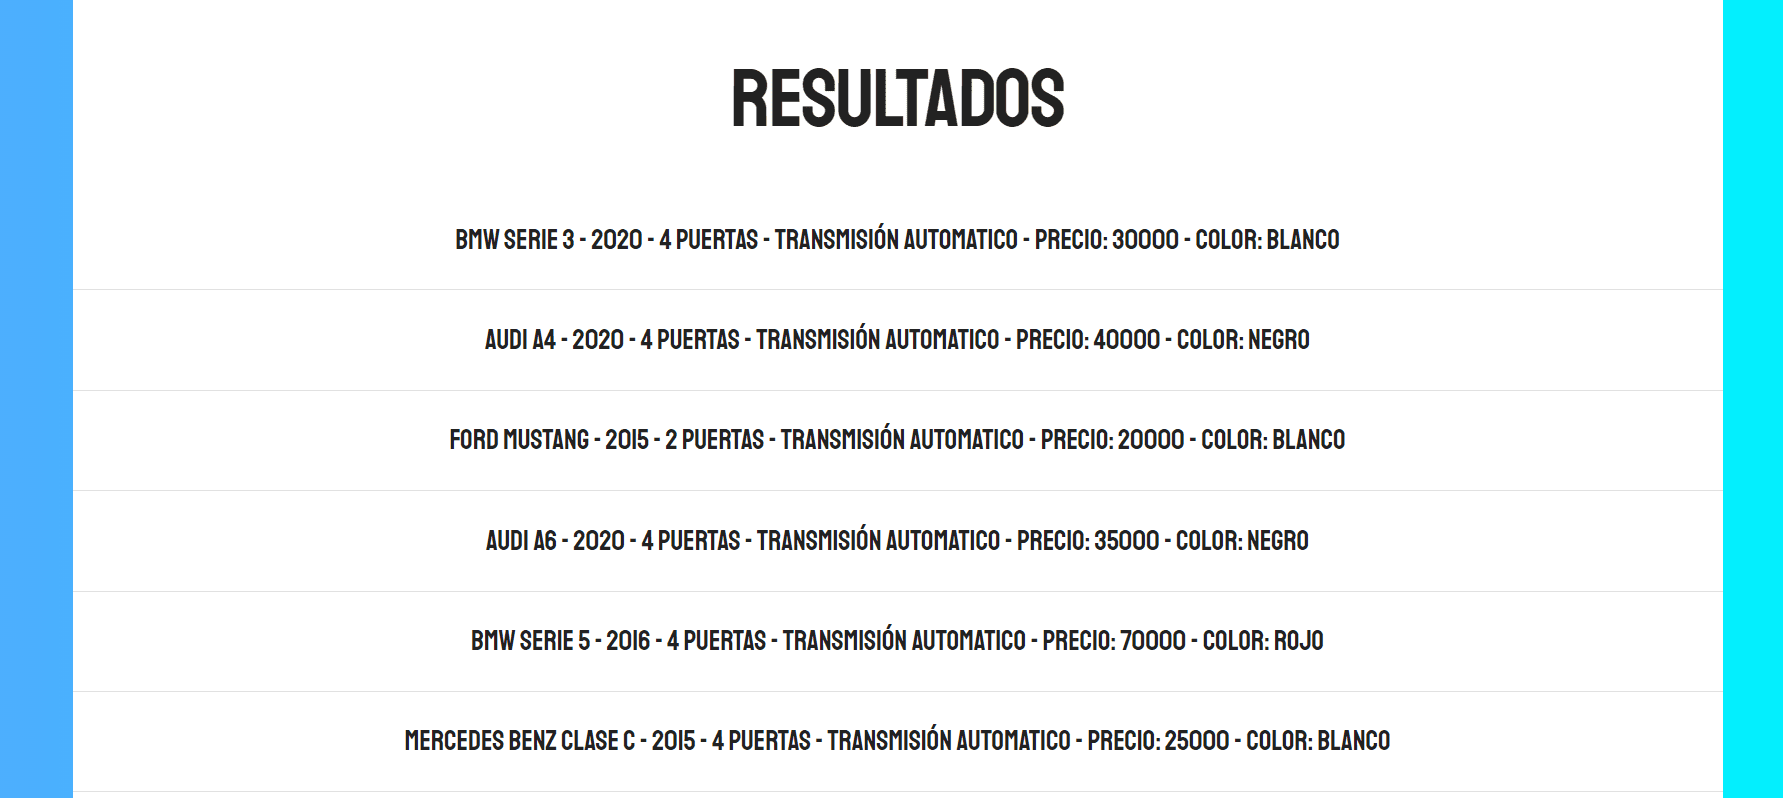 RESULTADOS
BMW SERIE 3 - 2020 - 4 PUERTAS - TRANSMISIÓN AUTOMATICO - PRECIO: 30000 - COLOR: BLANCO
AUDI A4 - 2020 - 4 PUERTAS - TRANSMISIÓN AUTOMATICO - PRECIO: 40000 - COLOR: NEGRO
FORD MUSTANG - 2015 - 2 PUERTAS - TRANSMISIÓN AUTOMATICO - PRECIO: 20000 - COLOR: BLANCO
AUDI A6 - 2020 - 4 PUERTAS - TRANSMISIÓN AUTOMATICO - PRECIO: 35000 - COLOR: NEGRO
BMW SERIE 5 - 2016 - 4 PUERTAS - TRANSMISIÓN AUTOMATICO - PRECIO: 70000 - COLOR: ROJO
MERCEDES BENZ CLASE C - 2015 - 4 PUERTAS - TRANSMISIÓN AUTOMATICO - PRECIO: 25000 - COLOR: BLANCO